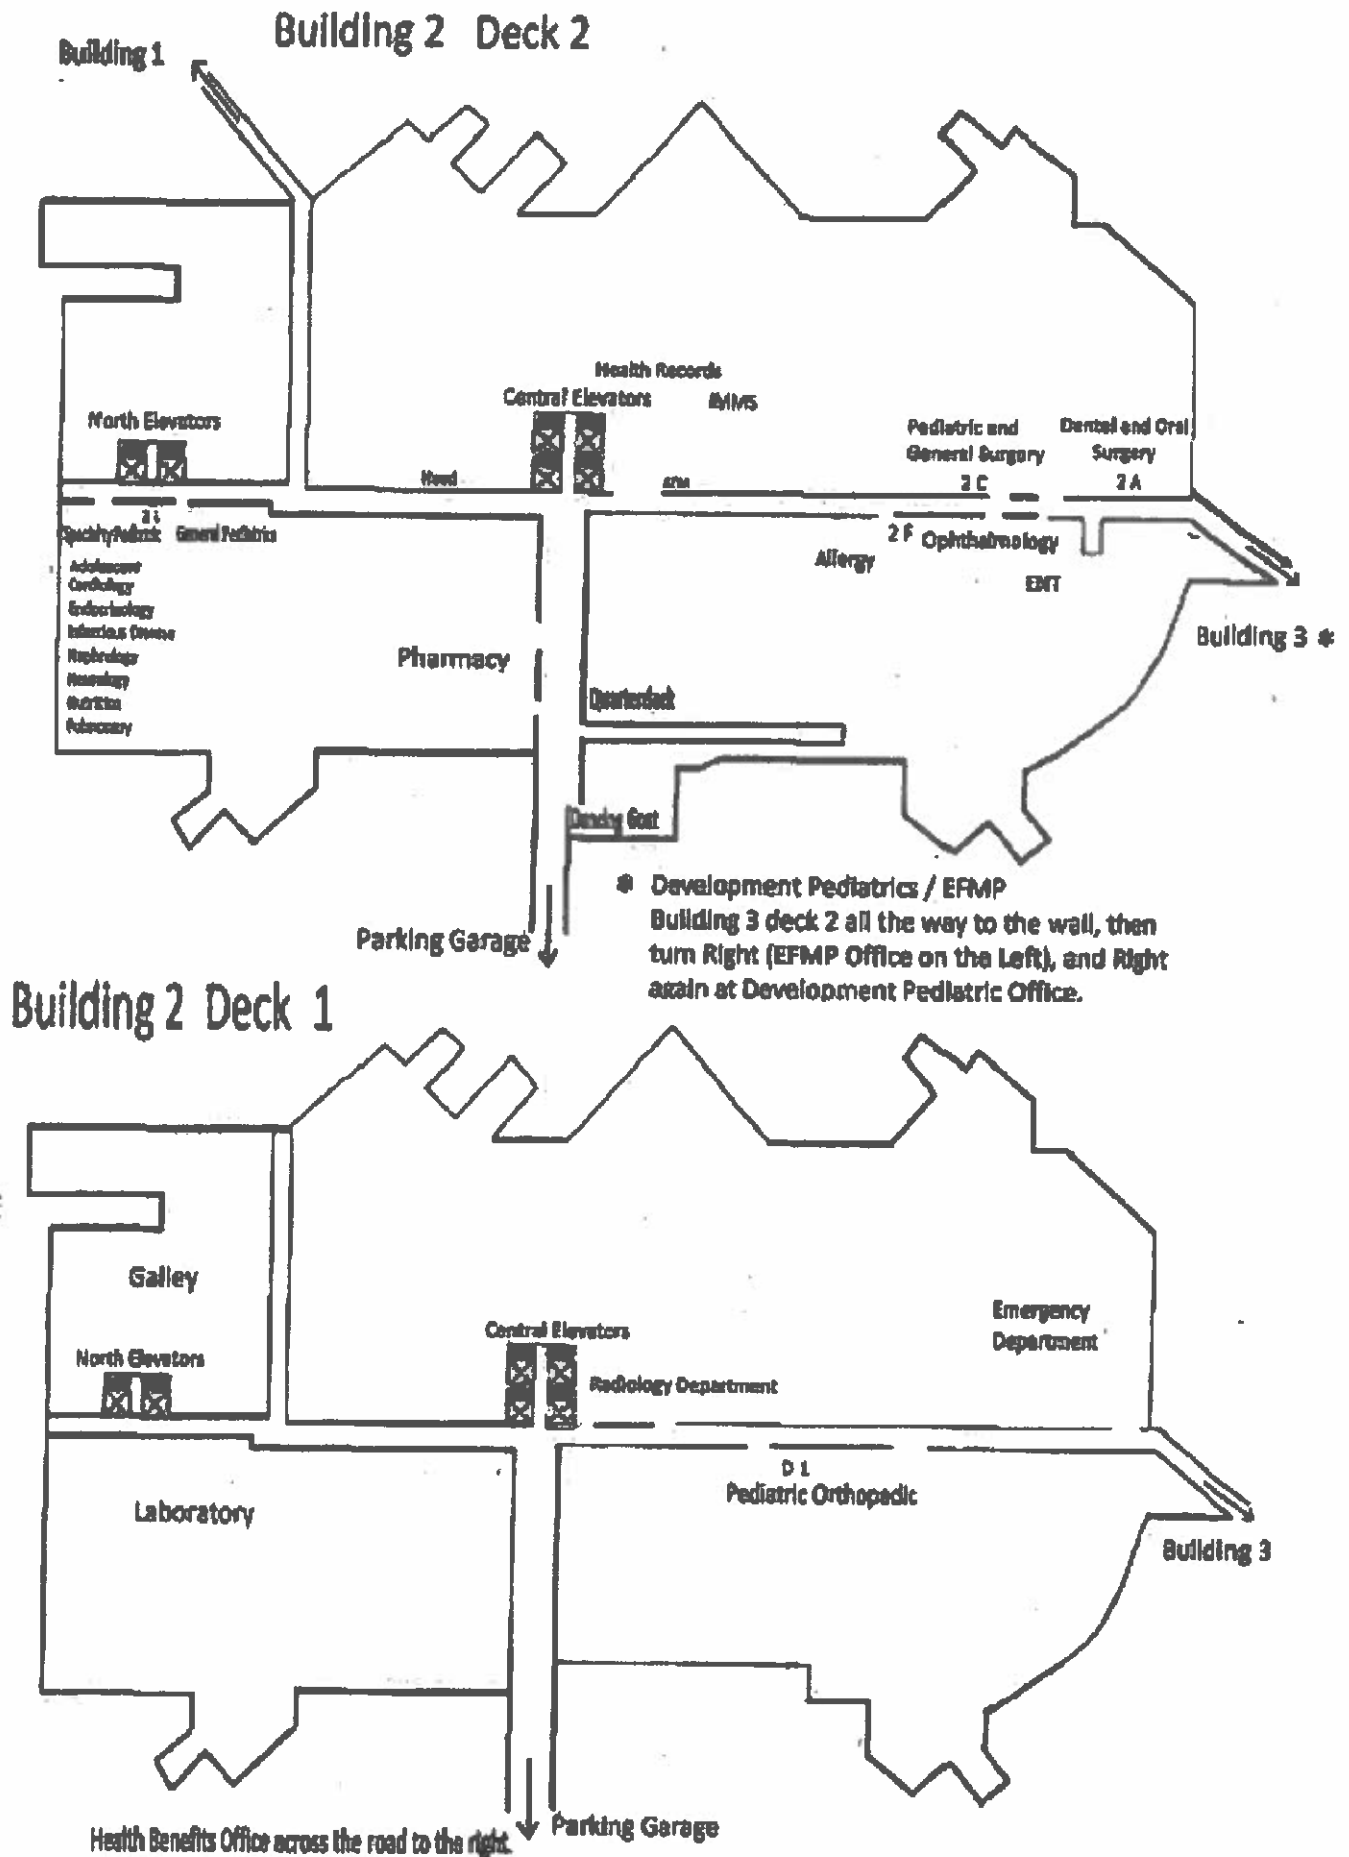 Building 2 Deck 2
Building 1
Health Records
Central Elevators
IMMS
North Elevators
Pediatric and
General Surgery
2 C
Dental and Oral
Surgery
2 A
General Pediatrics
2 F Ophthalmology
Allergy
ENT
Adolescent
Cardiology
Endocrinology
Infectious Disease
Nephrology
Neurology
Nutrition
Pulmonary
Pharmacy
Quarterdeck
Building 3 *
Dancing Goat
Parking Garage
* Development Pediatrics / EFMP
Building 3 deck 2 all the way to the wall, then
turn Right (EFMP Office on the Left), and Right
again at Development Pediatric Office.
Building 2 Deck 1
Galley
North Elevators
Central Elevators
Radiology Department
Emergency
Department
Laboratory
D 1
Pediatric Orthopedic
Building 3
Parking Garage
Health Benefits Office across the road to the right.